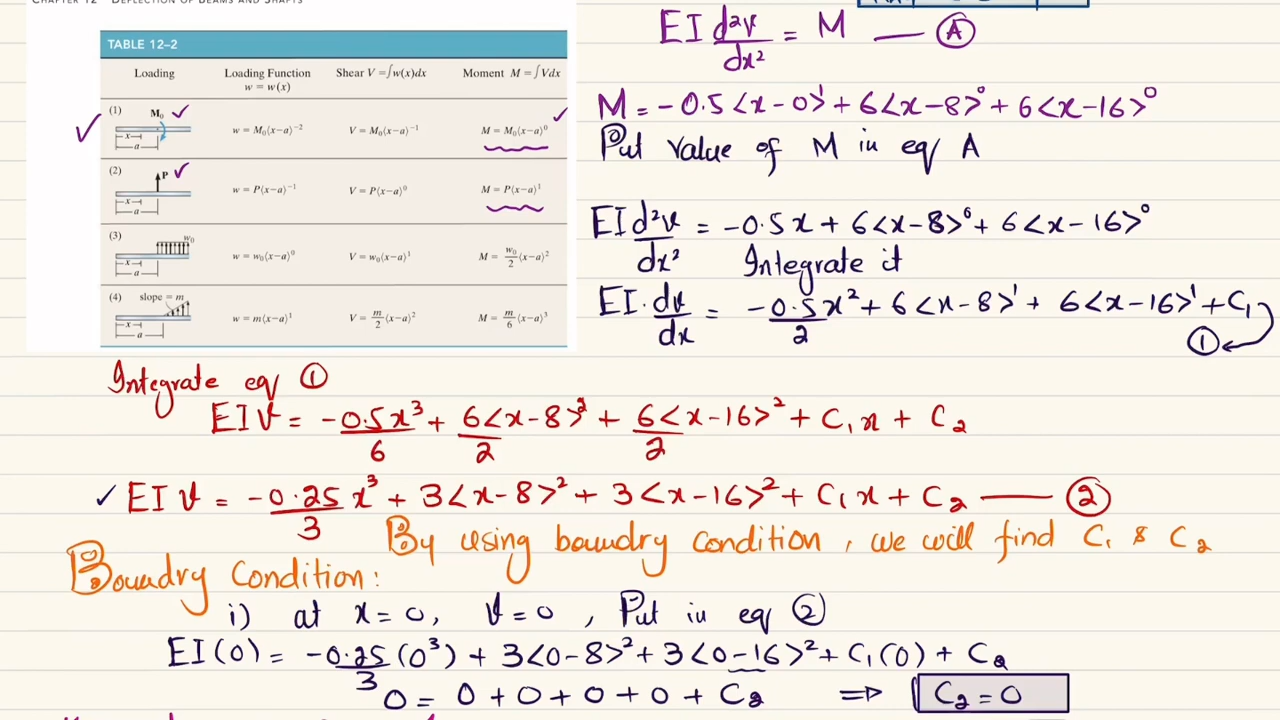 CHAPTER 12 DEFLECTION OF BEAMS AND SHAFTS
TABLE 12–2
Loading
Loading Function
w = w(x)
Shear V = ∫w(x)dx
Moment M = ∫Vdx
(1) M₀ x a
w = M₀⟨x−a⟩⁻²
V = M₀⟨x−a⟩⁻¹
M = M₀⟨x−a⟩⁰
(2) P x a
w = P⟨x−a⟩⁻¹
V = P⟨x−a⟩⁰
M = P⟨x−a⟩¹
(3) w₀ x a
w = w₀⟨x−a⟩⁰
V = w₀⟨x−a⟩¹
M = w₀/2⟨x−a⟩²
(4) slope = m x a
w = m⟨x−a⟩¹
V = m/2⟨x−a⟩²
M = m/6⟨x−a⟩³
EI d²v/dx² = M — Ⓐ
M = −0.5<x−0>¹ + 6<x−8>⁰ + 6<x−16>⁰
Put value of M in eq A
EI d²v/dx² = −0.5x + 6<x−8>⁰ + 6<x−16>⁰
Integrate it
EI. dv/dx = −0.5x²/2 + 6<x−8>¹ + 6<x−16>¹ + C₁
①
Integrate eq ①
EIV = −0.5x³/6 + 6<x−8>²/2 + 6<x−16>²/2 + C₁x + C₂
✓ EIV = −0.25/3 x³ + 3<x−8>² + 3<x−16>² + C₁x + C₂ — ②
By using boundry condition, we will find C₁ & C₂
Boundry Condition:
i) at x=0, V=0, Put in eq ②
EI(0) = −0.25/3 (0³) + 3<0−8>² + 3<0−16>² + C₁(0) + C₂
0 = 0 + 0 + 0 + 0 + C₂ ⇒ C₂ = 0